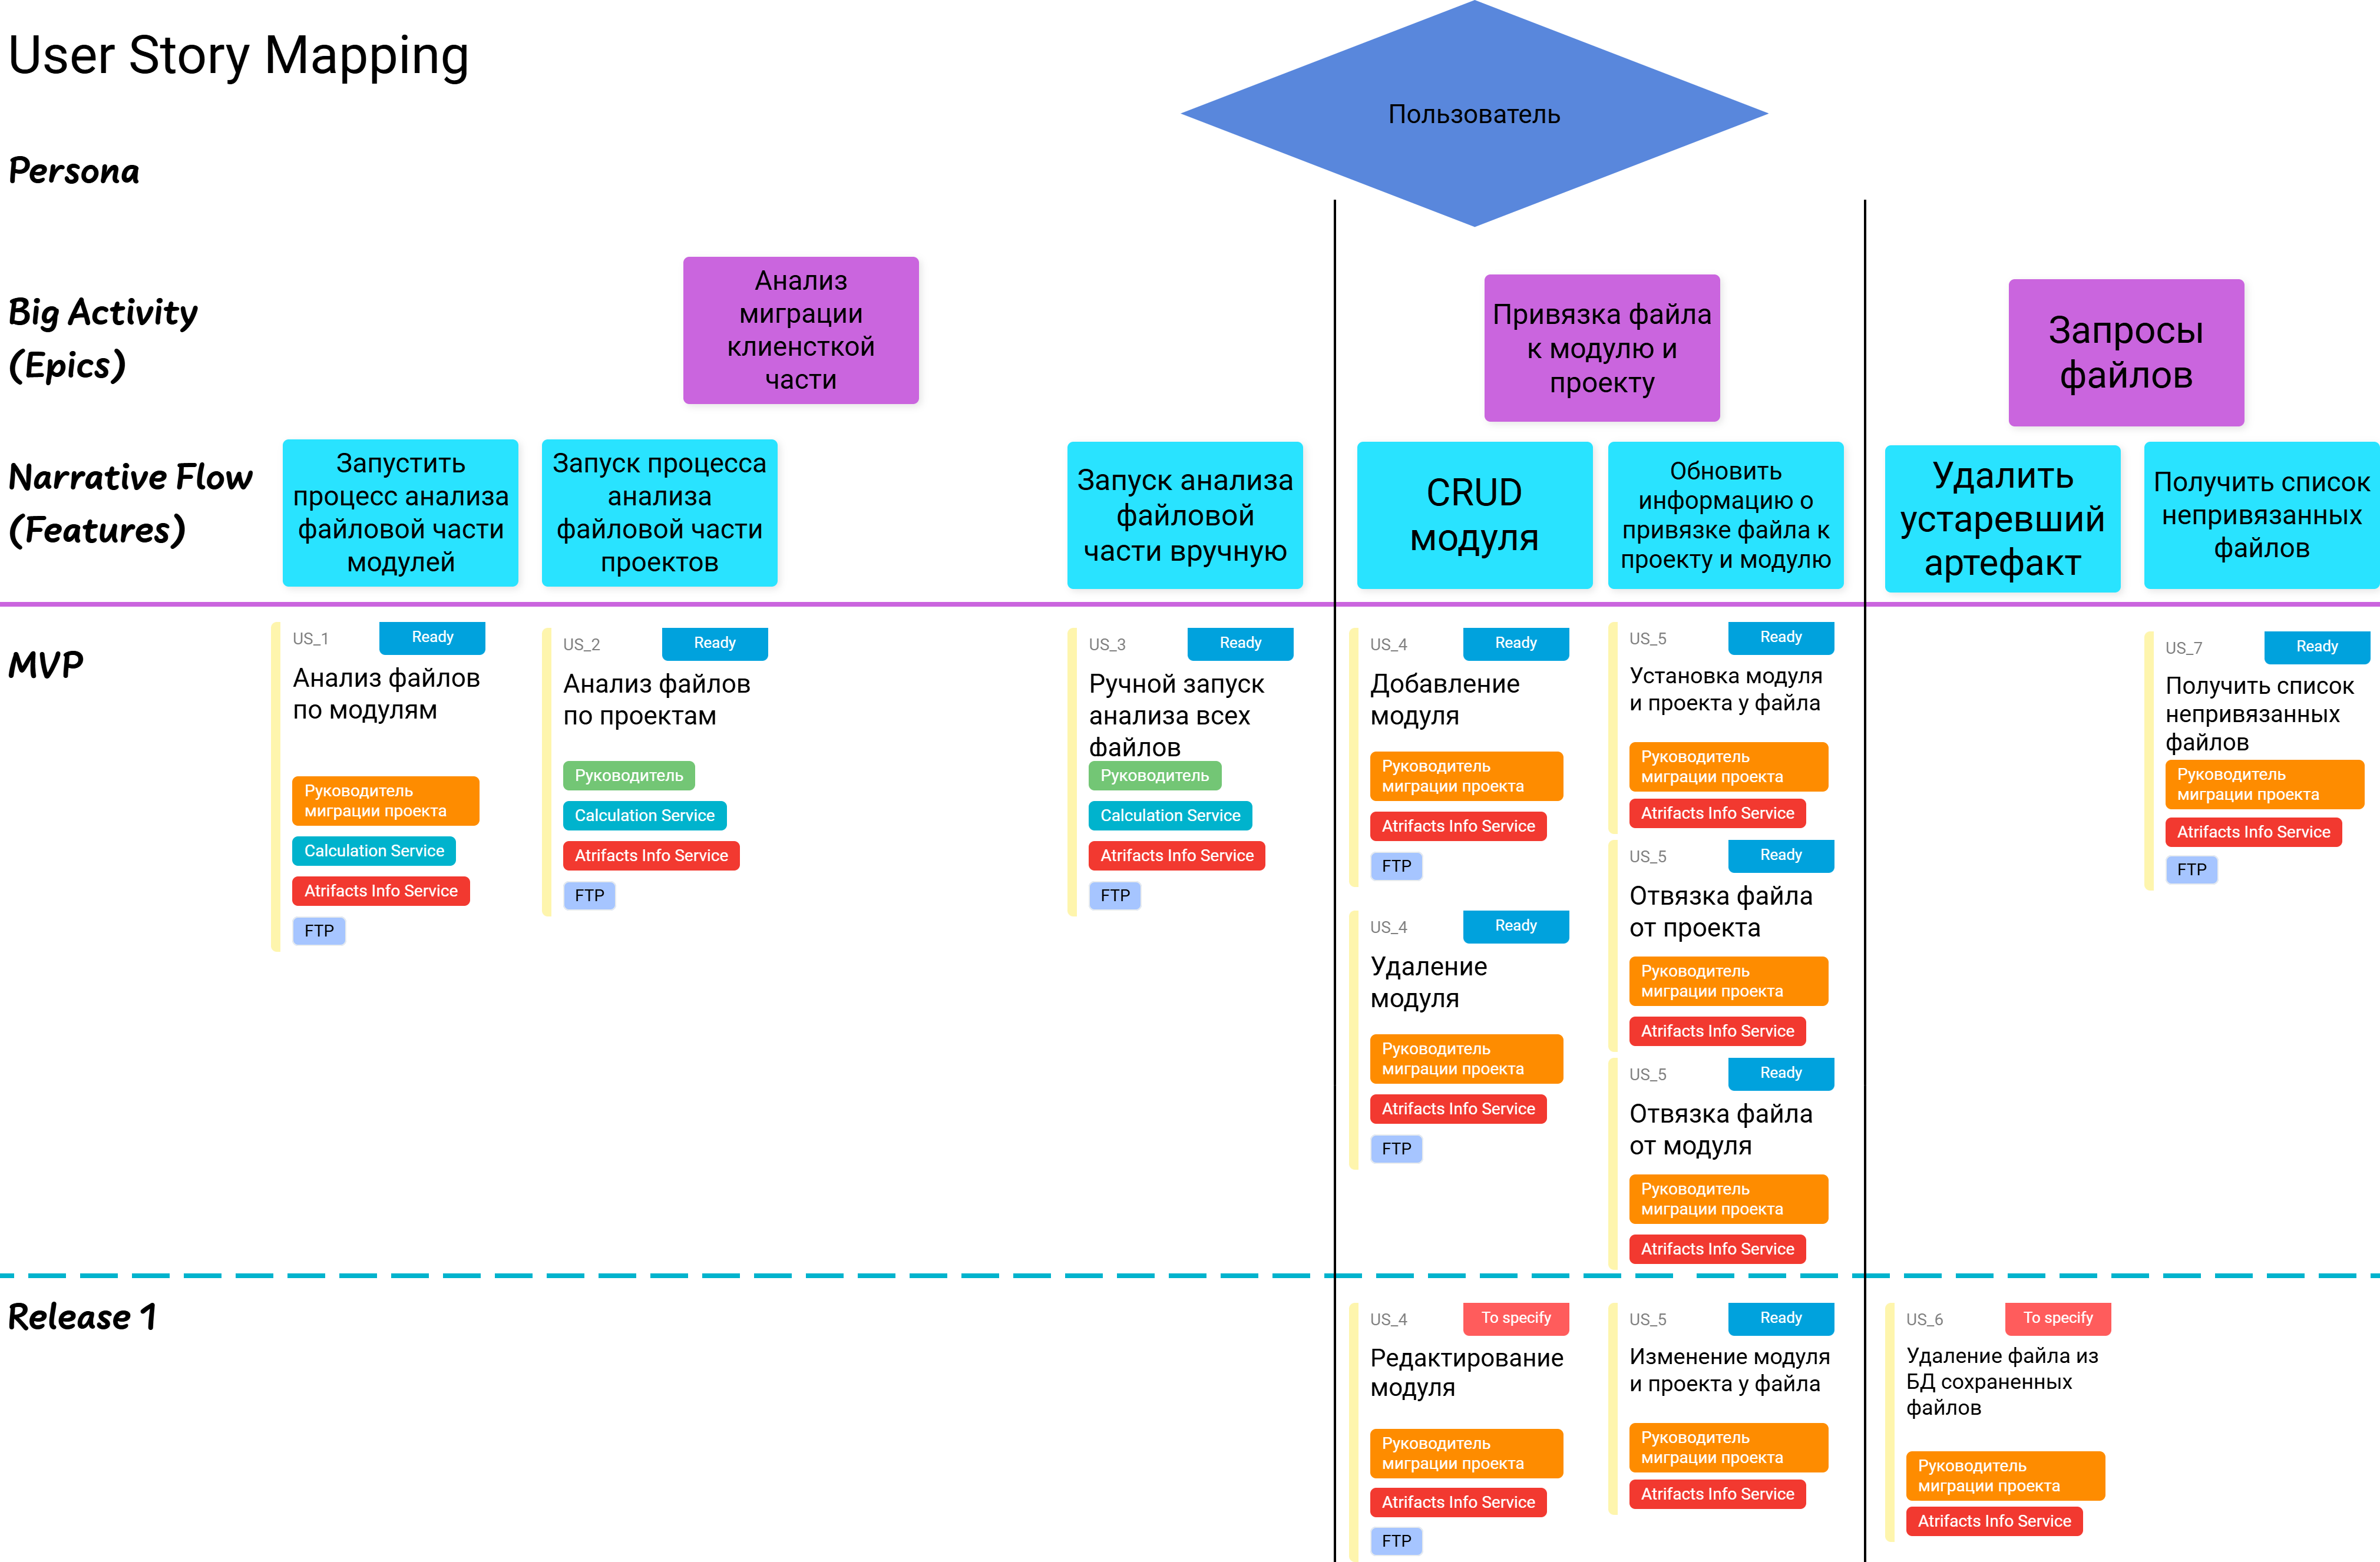 User Story Mapping
Пользователь
Persona
Big Activity
(Epics)
Анализ
миграции
клиенсткой
части
Привязка файла
к модулю и
проекту
Запросы
файлов
Narrative Flow
(Features)
Запустить
процесс анализа
файловой части
модулей
Запуск процесса
анализа
файловой части
проектов
Запуск анализа
файловой
части вручную
CRUD
модуля
Обновить
информацию о
привязке файла к
проекту и модулю
Удалить
устаревший
артефакт
Получить список
непривязанных
файлов
MVP
US_1
Ready
Анализ файлов
по модулям
Руководитель
миграции проекта
Calculation Service
Atrifacts Info Service
FTP
US_2
Ready
Анализ файлов
по проектам
Руководитель
Calculation Service
Atrifacts Info Service
FTP
US_3
Ready
Ручной запуск
анализа всех
файлов
Руководитель
Calculation Service
Atrifacts Info Service
FTP
US_4
Ready
Добавление
модуля
Руководитель
миграции проекта
Atrifacts Info Service
FTP
US_4
Ready
Удаление
модуля
Руководитель
миграции проекта
Atrifacts Info Service
FTP
US_5
Ready
Установка модуля
и проекта у файла
Руководитель
миграции проекта
Atrifacts Info Service
US_5
Ready
Отвязка файла
от проекта
Руководитель
миграции проекта
Atrifacts Info Service
US_5
Ready
Отвязка файла
от модуля
Руководитель
миграции проекта
Atrifacts Info Service
US_7
Ready
Получить список
непривязанных
файлов
Руководитель
миграции проекта
Atrifacts Info Service
FTP
Release 1
US_4
To specify
Редактирование
модуля
Руководитель
миграции проекта
Atrifacts Info Service
FTP
US_5
Ready
Изменение модуля
и проекта у файла
Руководитель
миграции проекта
Atrifacts Info Service
US_6
To specify
Удаление файла из
БД сохраненных
файлов
Руководитель
миграции проекта
Atrifacts Info Service